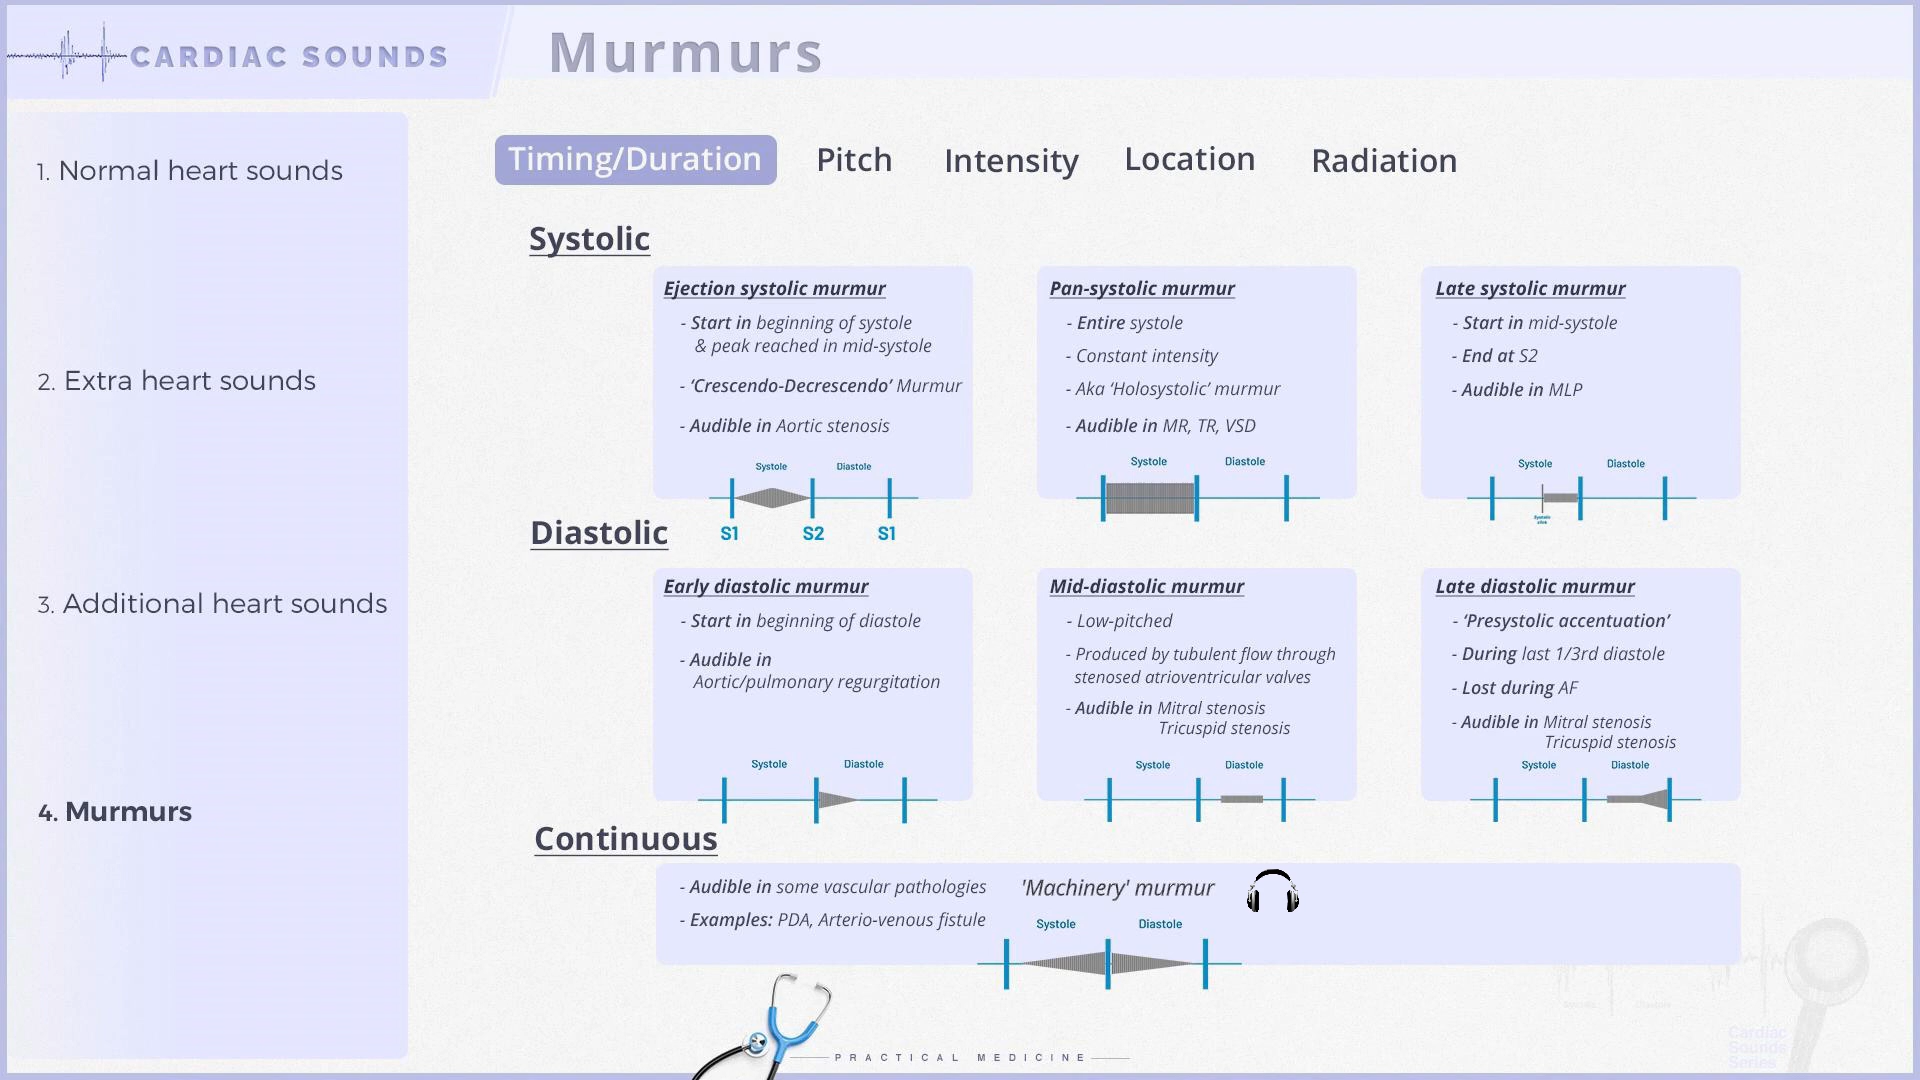 CARDIAC SOUNDS
Murmurs
1. Normal heart sounds
2. Extra heart sounds
3. Additional heart sounds
4. Murmurs
Timing/Duration Pitch Intensity Location Radiation
Systolic
Ejection systolic murmur
- Start in beginning of systole
& peak reached in mid-systole
- ‘Crescendo-Decrescendo’ Murmur
- Audible in Aortic stenosis
Systole Diastole
S1 S2 S1
Pan-systolic murmur
- Entire systole
- Constant intensity
- Aka ‘Holosystolic’ murmur
- Audible in MR, TR, VSD
Systole Diastole
Late systolic murmur
- Start in mid-systole
- End at S2
- Audible in MLP
Systole Diastole
Systolic
click
Diastolic
Early diastolic murmur
- Start in beginning of diastole
- Audible in
Aortic/pulmonary regurgitation
Systole Diastole
Mid-diastolic murmur
- Low-pitched
- Produced by tubulent flow through
stenosed atrioventricular valves
- Audible in Mitral stenosis
Tricuspid stenosis
Systole Diastole
Late diastolic murmur
- ‘Presystolic accentuation’
- During last 1/3rd diastole
- Lost during AF
- Audible in Mitral stenosis
Tricuspid stenosis
Systole Diastole
Continuous
- Audible in some vascular pathologies
- Examples: PDA, Arterio-venous fistule
'Machinery' murmur
Systole Diastole
Systole Diastole
Cardiac
Sounds
Series
PRACTICAL MEDICINE